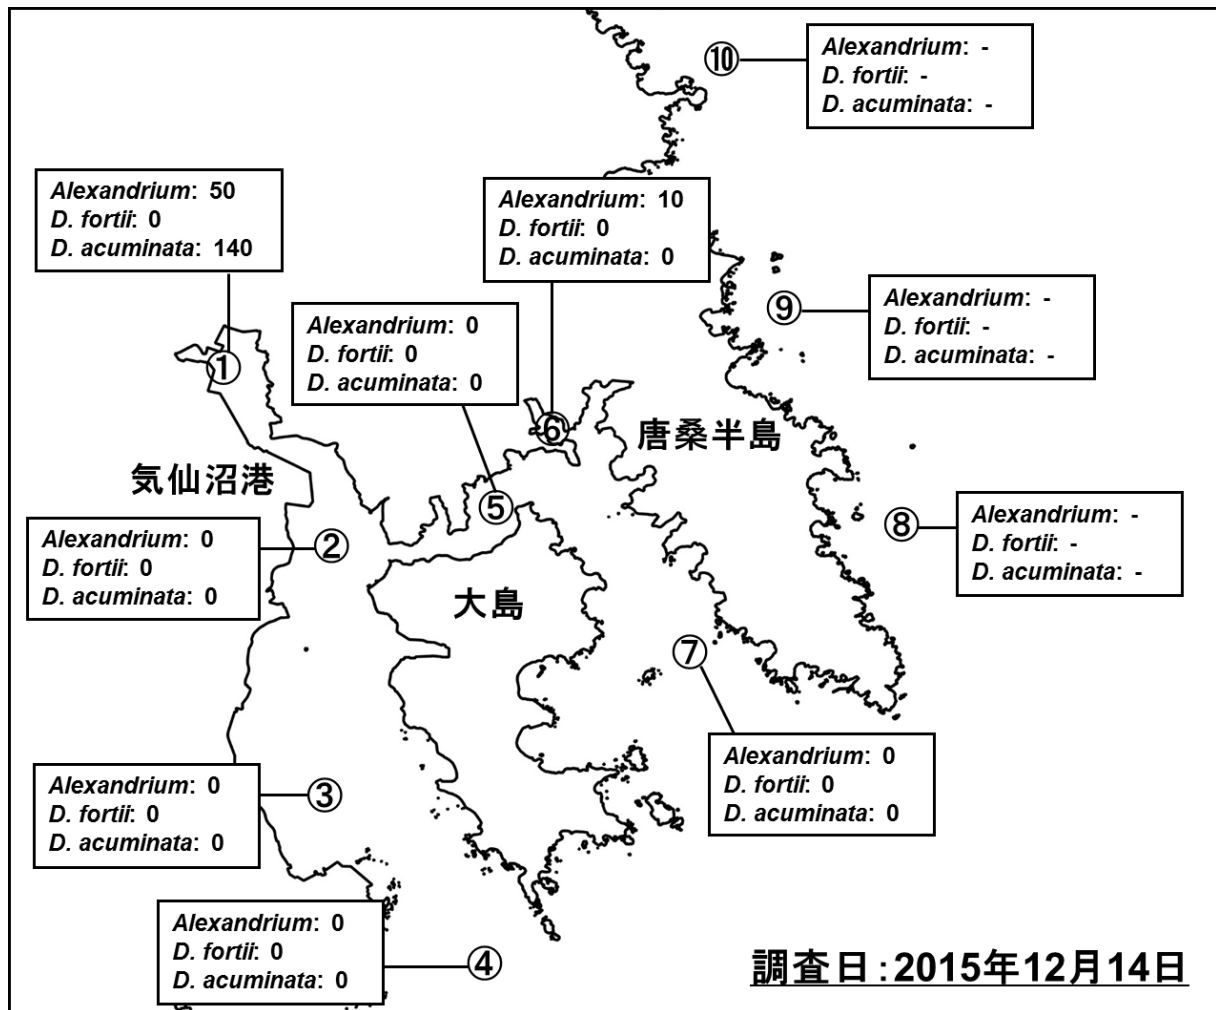 ⑩
Alexandrium: -
D. fortii: -
D. acuminata: -
Alexandrium: 50
D. fortii: 0
D. acuminata: 140
①
Alexandrium: 10
D. fortii: 0
D. acuminata: 0
⑥
Alexandrium: -
D. fortii: -
D. acuminata: -
⑨
Alexandrium: 0
D. fortii: 0
D. acuminata: 0
⑤
唐桑半島
気仙沼港
Alexandrium: -
D. fortii: -
D. acuminata: -
⑧
Alexandrium: 0
D. fortii: 0
D. acuminata: 0
②
大島
⑦
Alexandrium: 0
D. fortii: 0
D. acuminata: 0
Alexandrium: 0
D. fortii: 0
D. acuminata: 0
③
Alexandrium: 0
D. fortii: 0
D. acuminata: 0
④
調査日:2015年12月14日